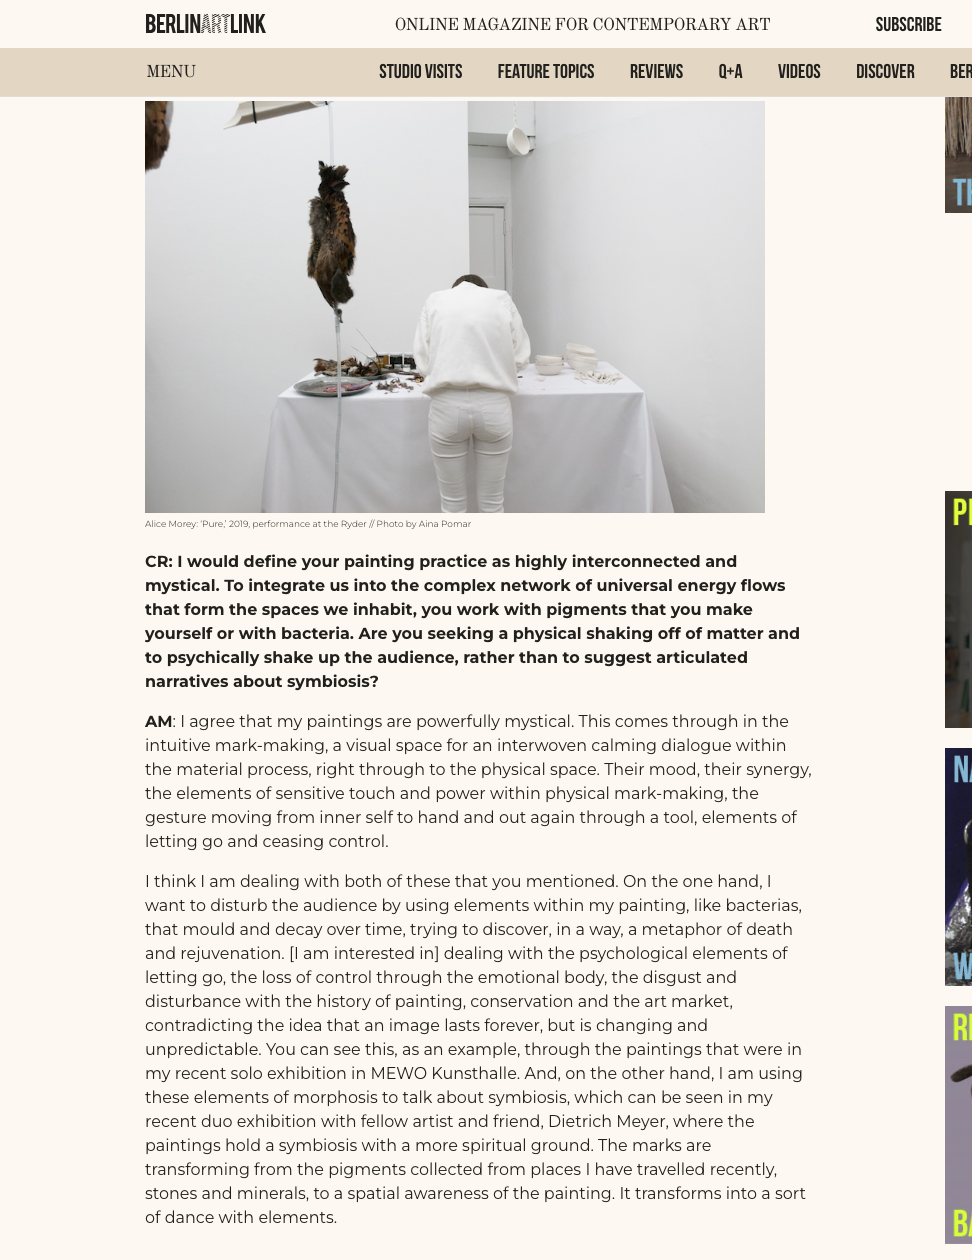 BERLINARTLINK
ONLINE MAGAZINE FOR CONTEMPORARY ART
SUBSCRIBE
MENU
STUDIO VISITS
FEATURE TOPICS
REVIEWS
Q+A
VIDEOS
DISCOVER
Alice Morey: ‘Pure,’ 2019, performance at the Ryder // Photo by Aina Pomar
CR: I would define your painting practice as highly interconnected and
mystical. To integrate us into the complex network of universal energy flows
that form the spaces we inhabit, you work with pigments that you make
yourself or with bacteria. Are you seeking a physical shaking off of matter and
to psychically shake up the audience, rather than to suggest articulated
narratives about symbiosis?
AM: I agree that my paintings are powerfully mystical. This comes through in the
intuitive mark-making, a visual space for an interwoven calming dialogue within
the material process, right through to the physical space. Their mood, their synergy,
the elements of sensitive touch and power within physical mark-making, the
gesture moving from inner self to hand and out again through a tool, elements of
letting go and ceasing control.
I think I am dealing with both of these that you mentioned. On the one hand, I
want to disturb the audience by using elements within my painting, like bacterias,
that mould and decay over time, trying to discover, in a way, a metaphor of death
and rejuvenation. [I am interested in] dealing with the psychological elements of
letting go, the loss of control through the emotional body, the disgust and
disturbance with the history of painting, conservation and the art market,
contradicting the idea that an image lasts forever, but is changing and
unpredictable. You can see this, as an example, through the paintings that were in
my recent solo exhibition in MEWO Kunsthalle. And, on the other hand, I am using
these elements of morphosis to talk about symbiosis, which can be seen in my
recent duo exhibition with fellow artist and friend, Dietrich Meyer, where the
paintings hold a symbiosis with a more spiritual ground. The marks are
transforming from the pigments collected from places I have travelled recently,
stones and minerals, to a spatial awareness of the painting. It transforms into a sort
of dance with elements.